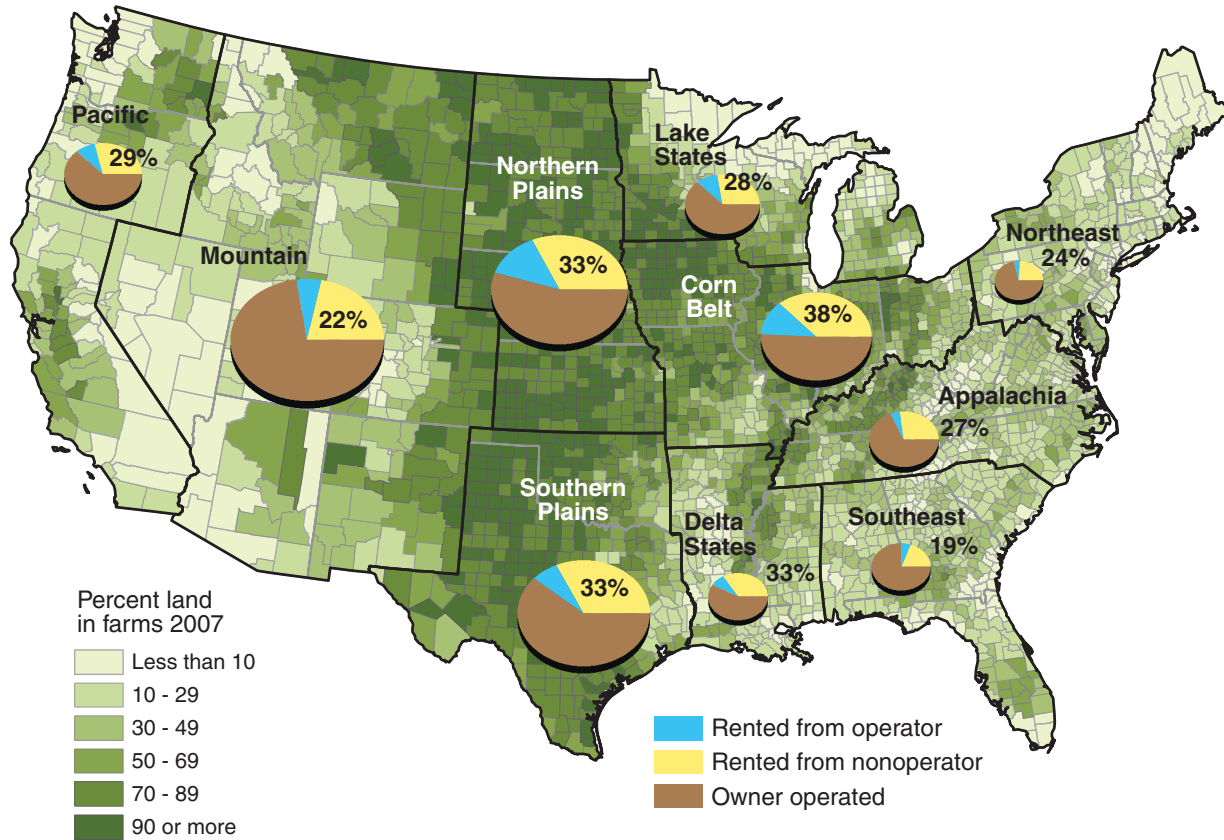 Pacific
29%
Lake
States
28%
Northern
Plains
33%
Northeast
24%
Mountain
22%
Corn
Belt
38%
Appalachia
27%
Southern
Plains
33%
Delta
States
33%
Southeast
19%
Percent land
in farms 2007
Less than 10
10 - 29
30 - 49
50 - 69
70 - 89
90 or more
Rented from operator
Rented from nonoperator
Owner operated